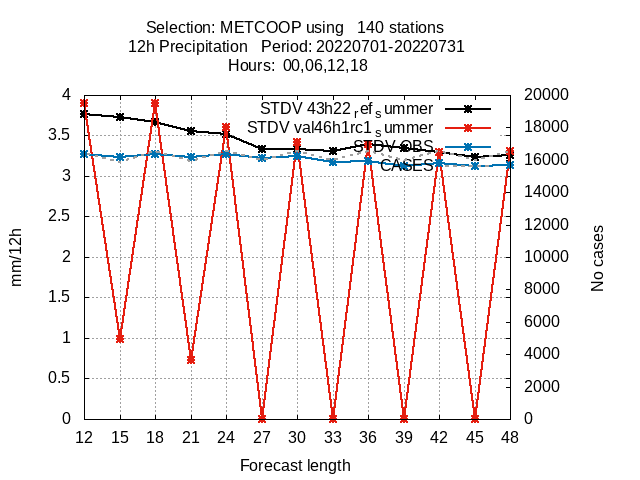 Selection: METCOOP using   140 stations
12h Precipitation   Period: 20220701-20220731
Hours: 00,06,12,18
STDV 43h22_ref_summer
STDV val46h1rc1_summer
STDV OBS
CASES
4
3.5
3
2.5
2
1.5
1
0.5
0
mm/12h
20000
18000
16000
14000
12000
10000
8000
6000
4000
2000
0
No cases
12 15 18 21 24 27 30 33 36 39 42 45 48
Forecast length